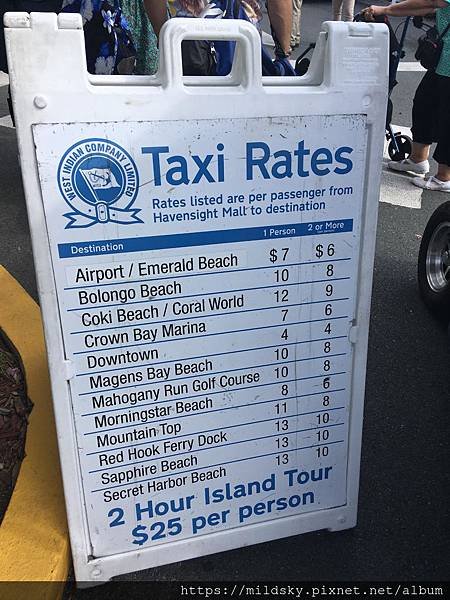 WEST INDIAN COMPANY LIMITED
Taxi Rates
Rates listed are per passenger from
Havensight Mall to destination
Destination 1 Person 2 or More
Airport / Emerald Beach $7 $6
Bolongo Beach 10 8
Coki Beach / Coral World 12 9
Crown Bay Marina 7 6
Downtown 4 4
Magens Bay Beach 10 8
Mahogany Run Golf Course 10 8
Morningstar Beach 8 6
Mountain Top 11 8
Red Hook Ferry Dock 13 10
Sapphire Beach 13 10
Secret Harbor Beach 13 10
2 Hour Island Tour
$25 per person
https://mildsky.pixnet.net/album